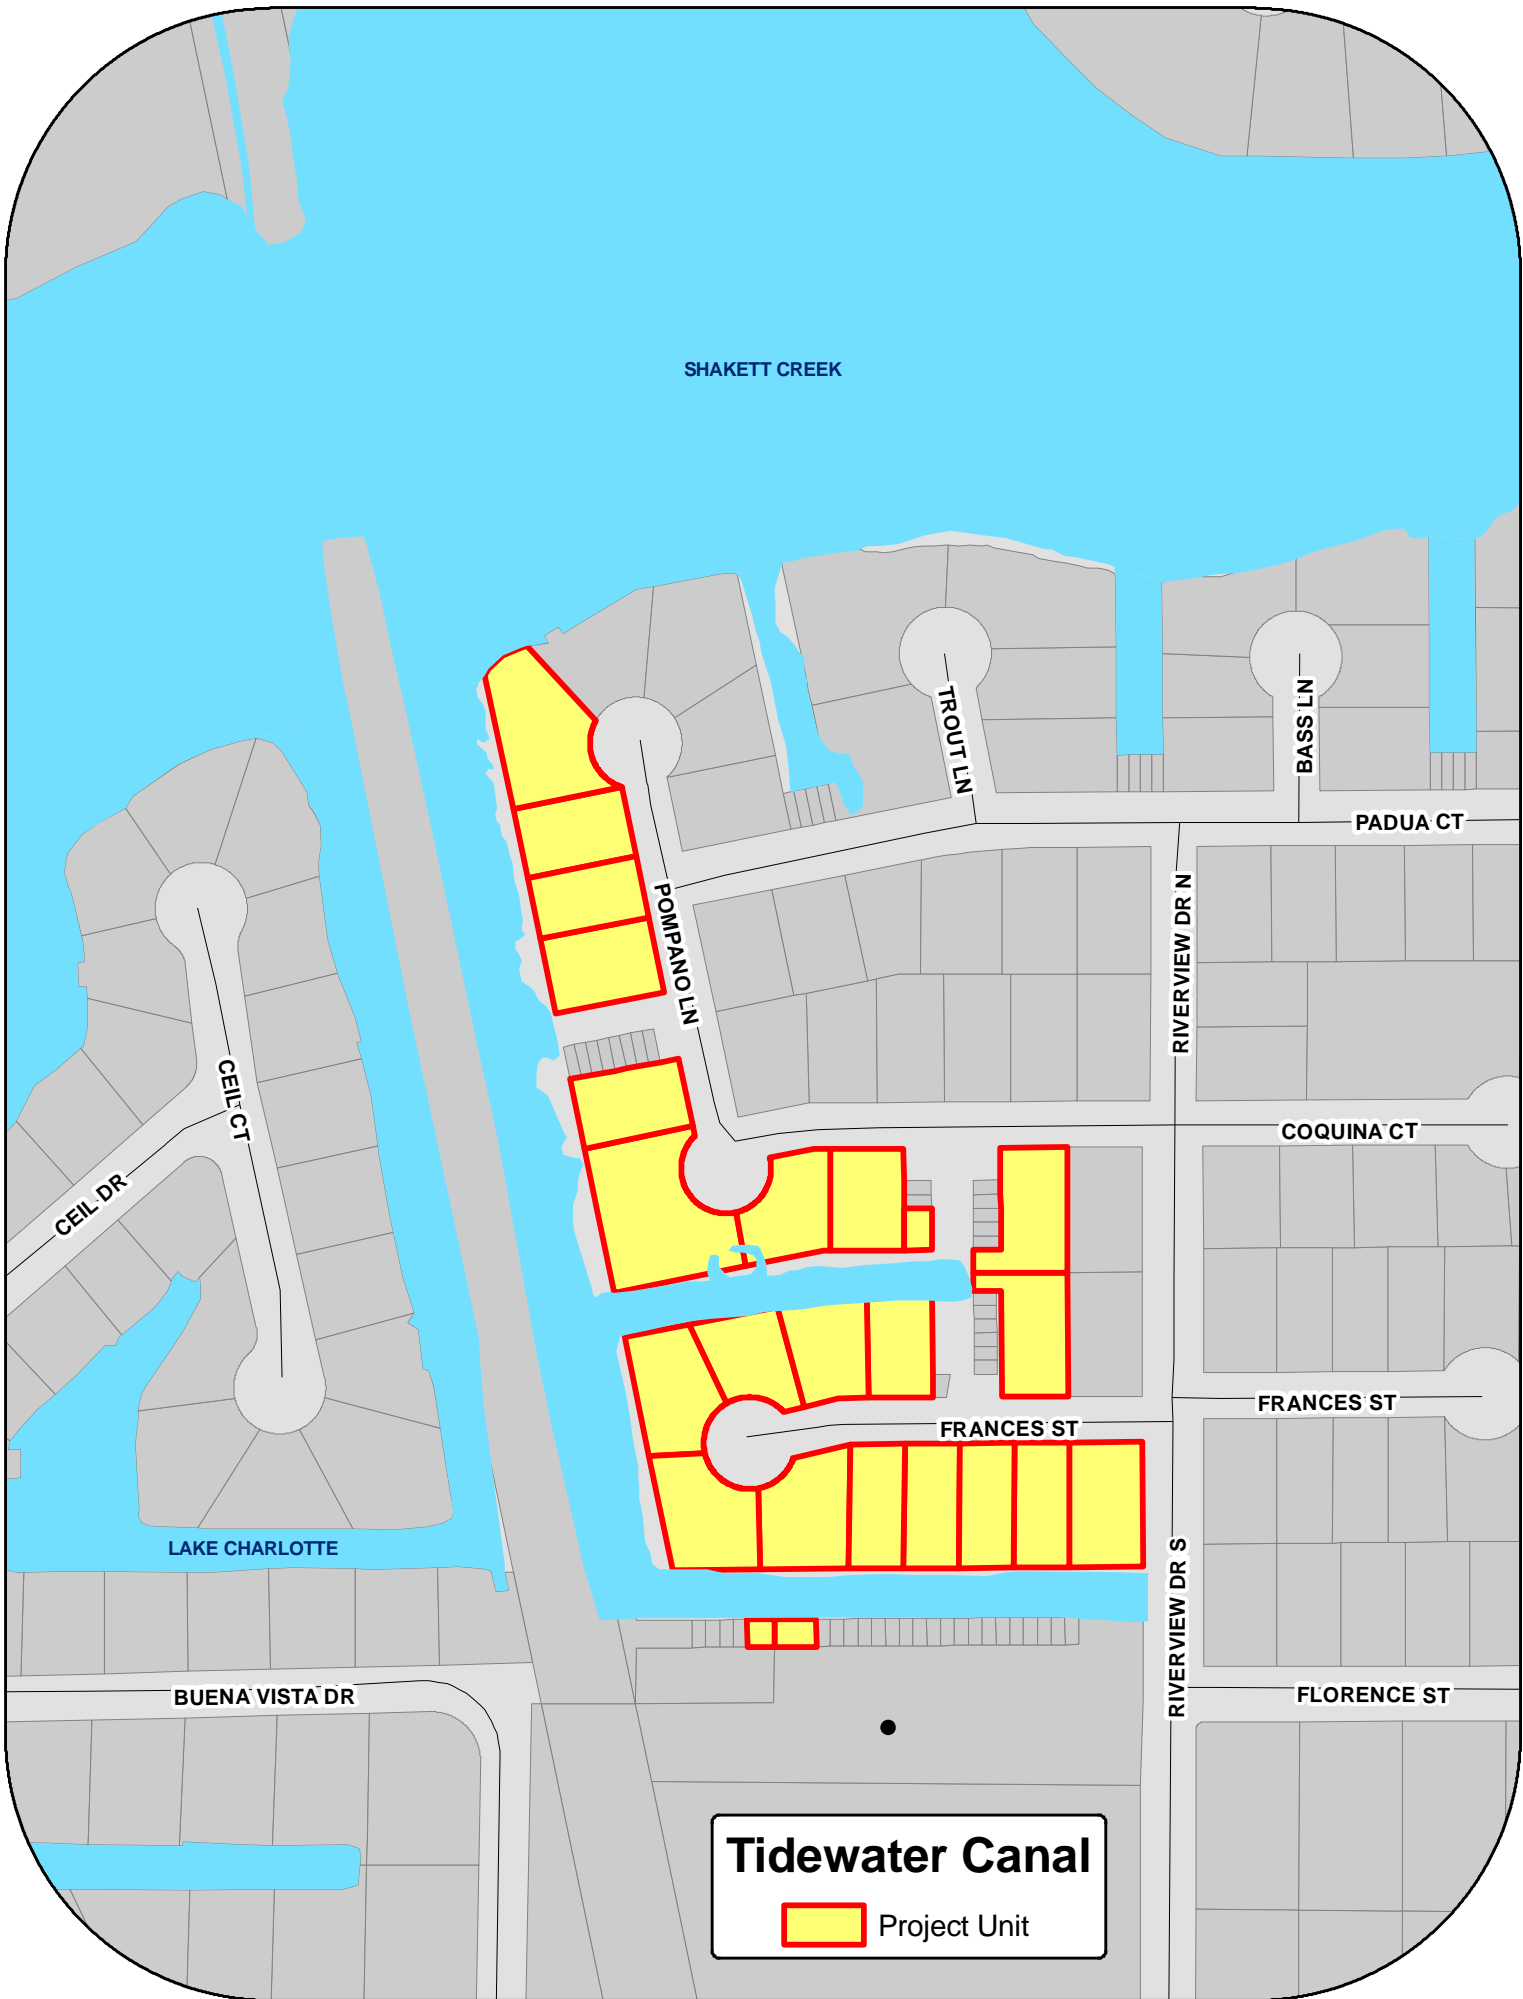 SHAKETT CREEK
TROUT LN
BASS LN
PADUA CT
POMPANO LN
RIVERVIEW DR N
CEIL CT
COQUINA CT
CEIL DR
FRANCES ST
FRANCES ST
LAKE CHARLOTTE
RIVERVIEW DR S
BUENA VISTA DR
FLORENCE ST
Tidewater Canal
Project Unit